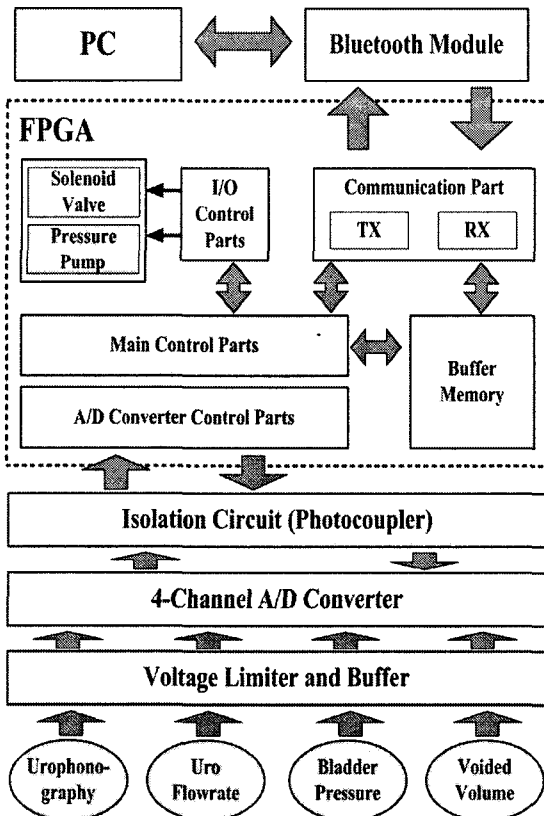 PC
Bluetooth Module
FPGA
Solenoid
Valve
Pressure
Pump
I/O
Control
Parts
Communication Part
TX
RX
Main Control Parts
A/D Converter Control Parts
Buffer
Memory
Isolation Circuit (Photocoupler)
4-Channel A/D Converter
Voltage Limiter and Buffer
Urophono-
graphy
Uro
Flowrate
Bladder
Pressure
Voided
Volume